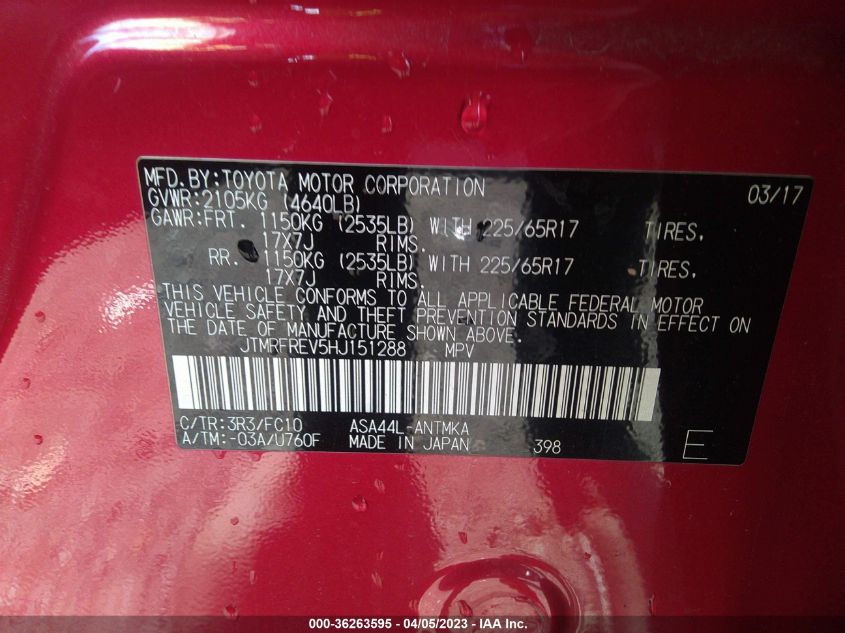 MFD.BY:TOYOTA MOTOR CORPORATION 03/17
GVWR:2105KG (4640LB)
GAWR:FRT. 1150KG (2535LB) WITH 225/65R17 TIRES,
17X7J RIMS.
RR. 1150KG (2535LB) WITH 225/65R17 TIRES,
17X7J RIMS.
THIS VEHICLE CONFORMS TO ALL APPLICABLE FEDERAL MOTOR
VEHICLE SAFETY AND THEFT PREVENTION STANDARDS IN EFFECT ON
THE DATE OF MANUFACTURE SHOWN ABOVE.
JTMRFREV5HJ151288 MPV
C/TR:3R3/FC10 ASA44L-ANTMKA
A/TM:-03A/U760F MADE IN JAPAN 398 E
000-36263595 - 04/05/2023 - IAA Inc.